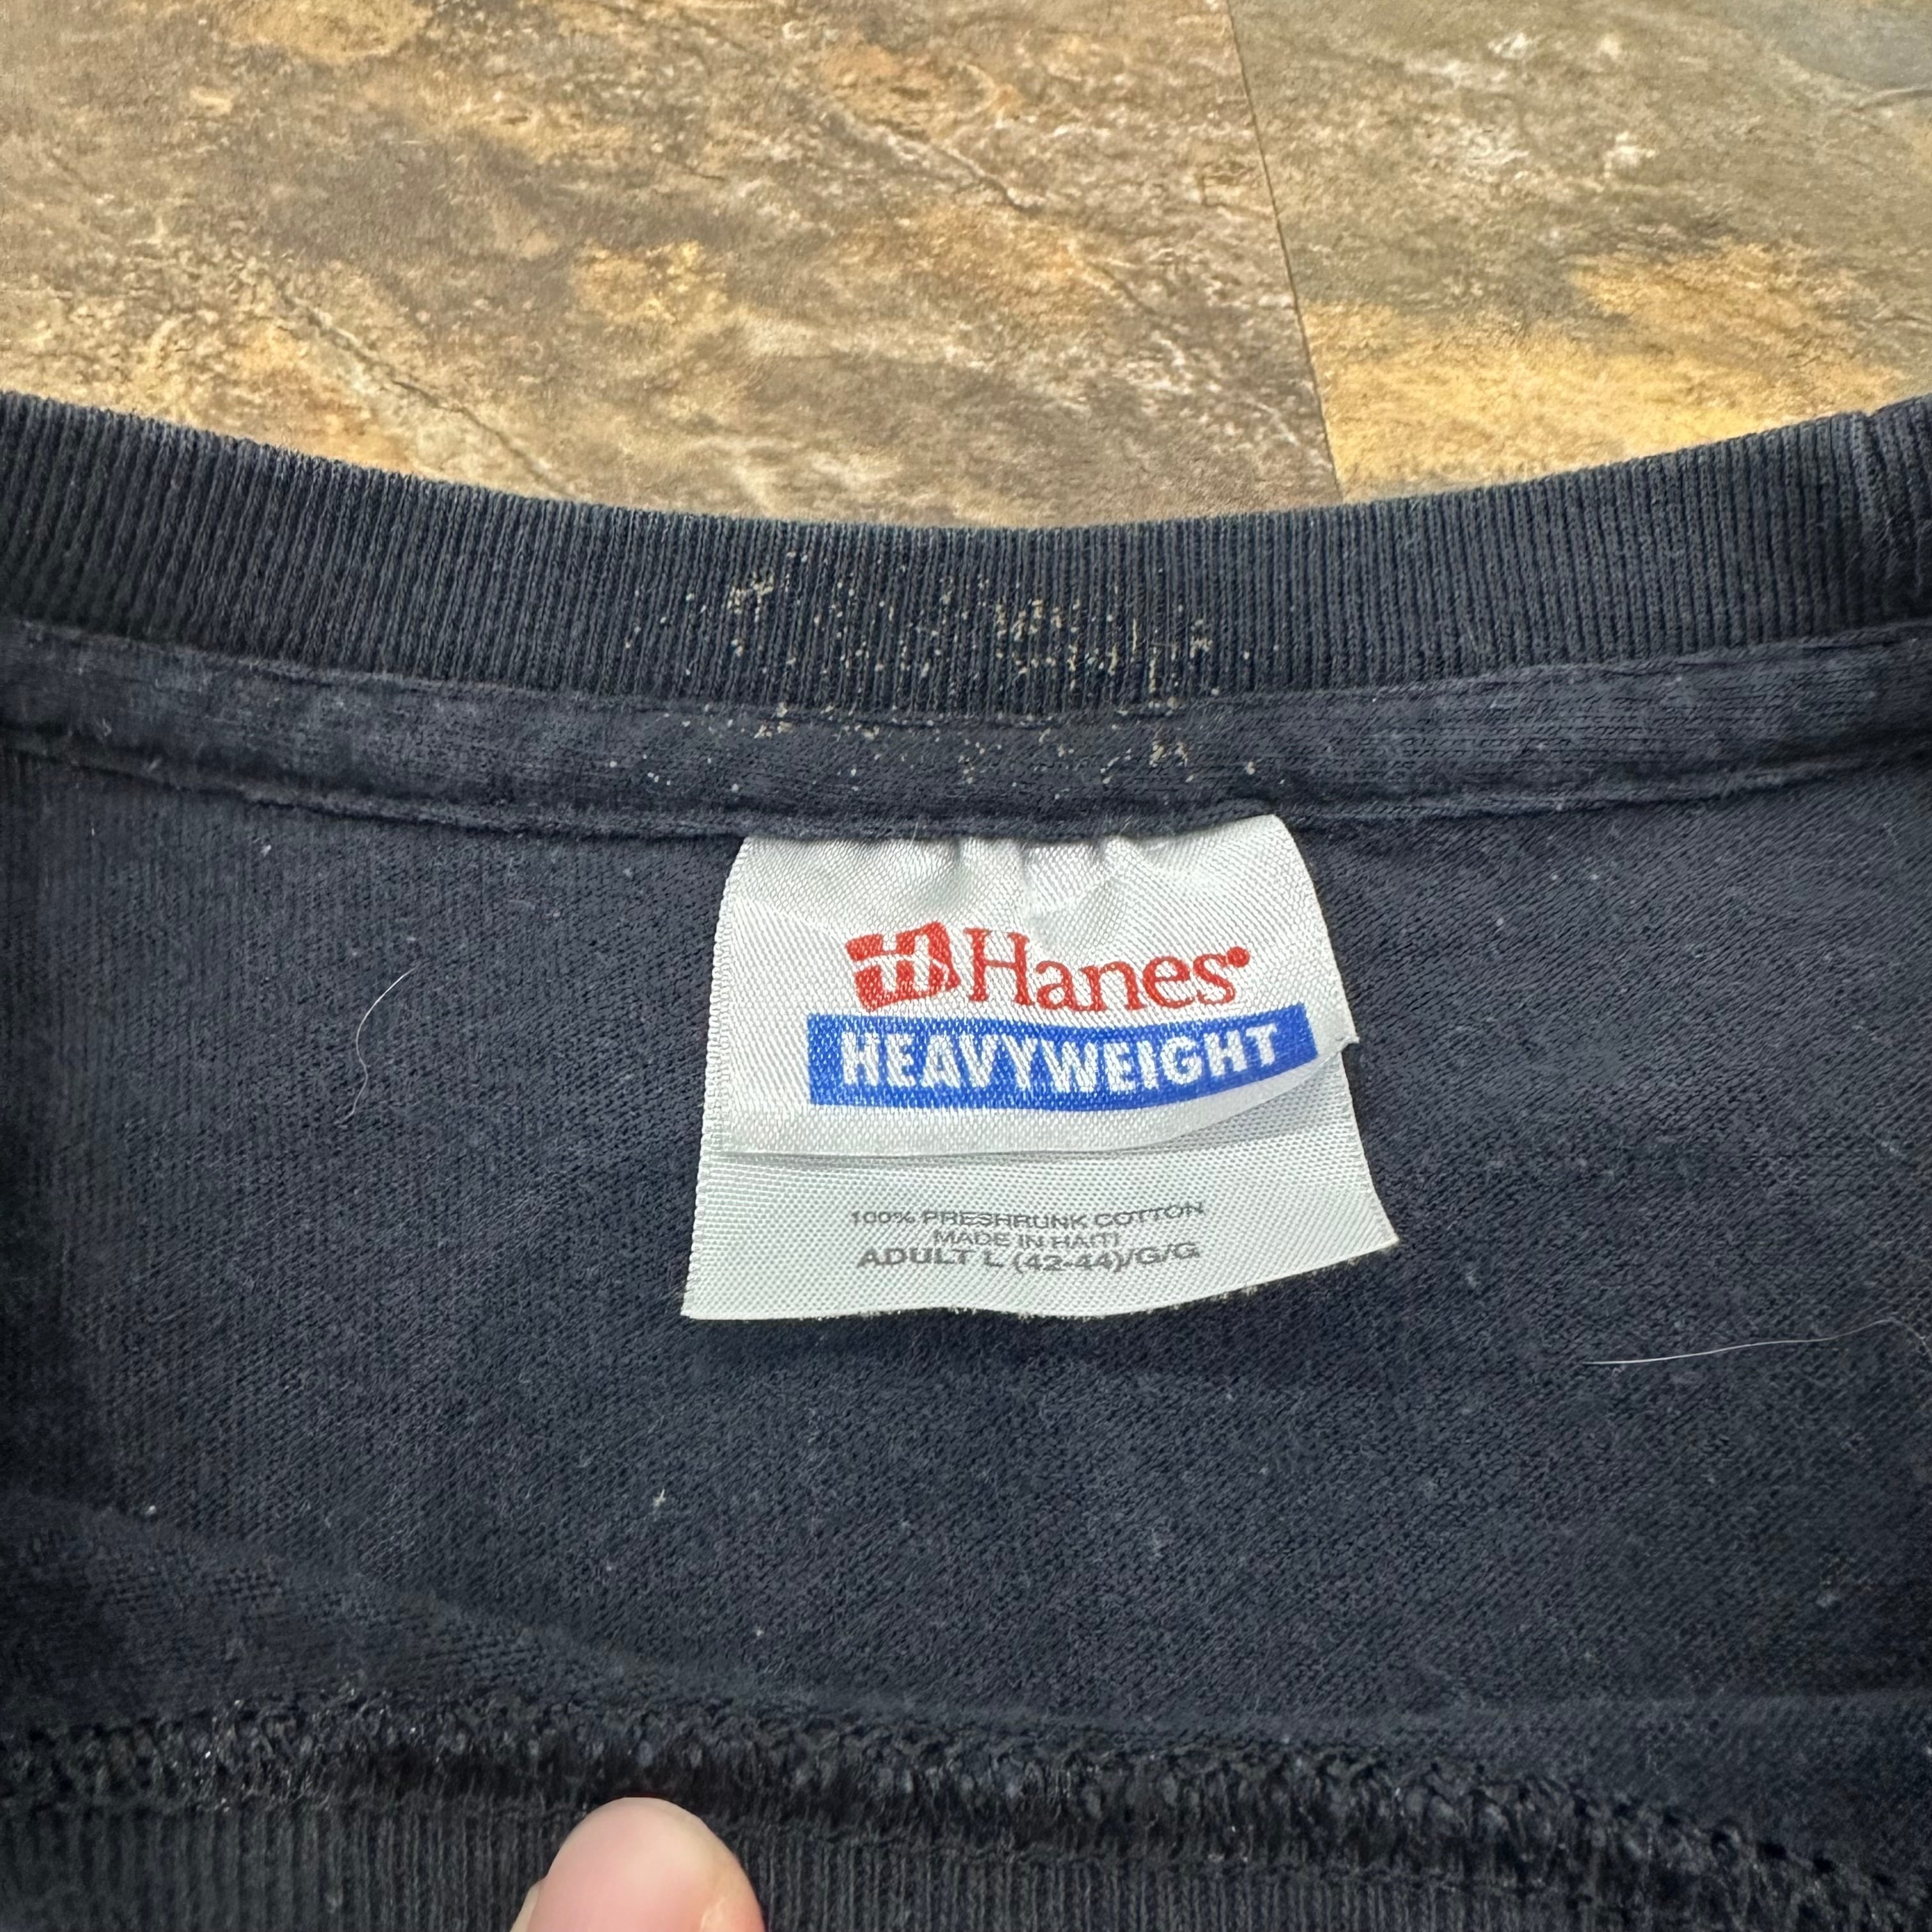 Hanes
HEAVYWEIGHT
100% PRESHRUNK COTTON
MADE IN HAITI
ADULT L (42-44)/G/G